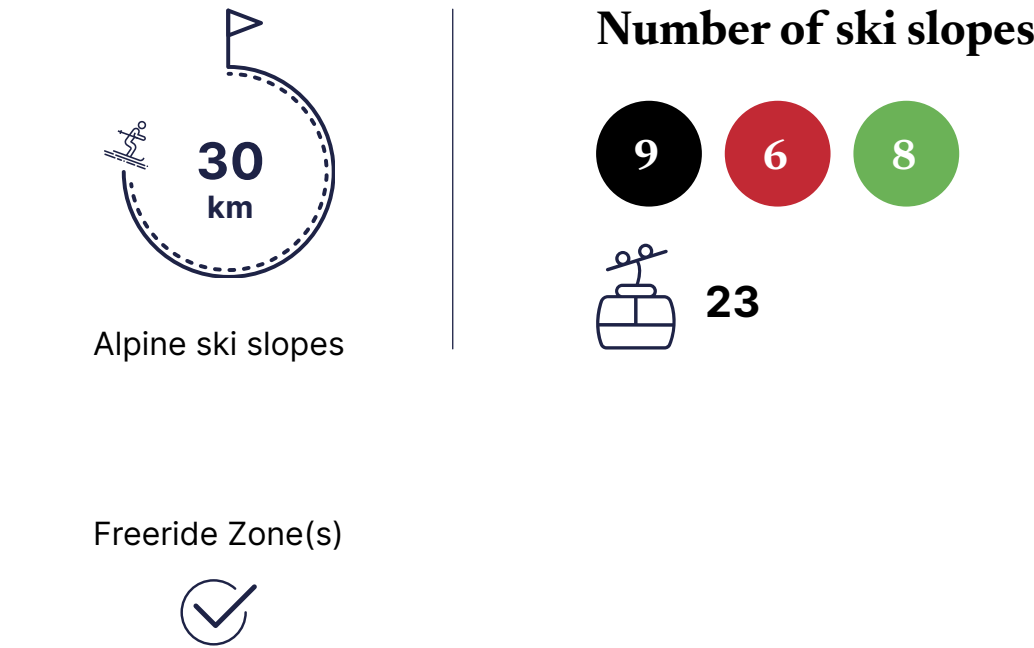 30
km
Alpine ski slopes
Number of ski slopes
9 6 8
23
Freeride Zone(s)